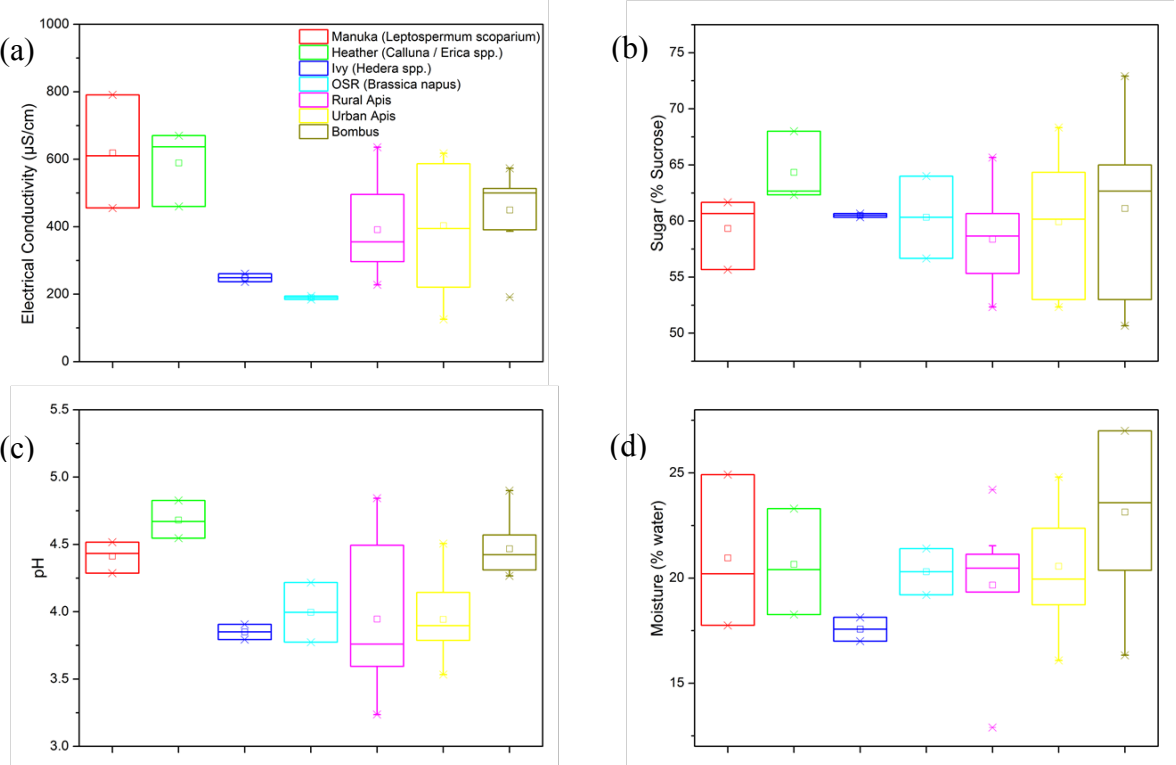 (a)
Electrical Conductivity (µS/cm)
1000
800
600
400
200
0
Manuka (Leptospermum scoparium)
Heather (Calluna / Erica spp.)
Ivy (Hedera spp.)
OSR (Brassica napus)
Rural Apis
Urban Apis
Bombus
(b)
Sugar (% Sucrose)
75
70
65
60
55
50
(c)
pH
5.5
5.0
4.5
4.0
3.5
3.0
(d)
Moisture (% water)
25
20
15